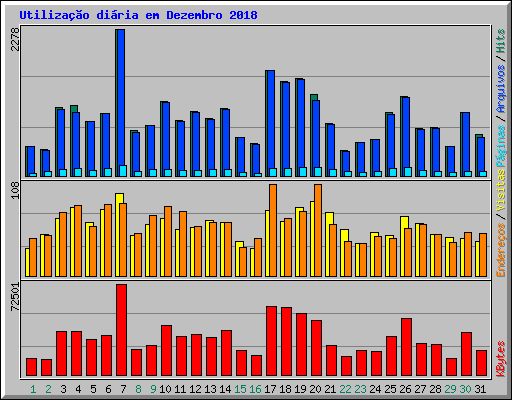 Utilização diária em Dezembro 2018
2278
108
72501
Hits
/
Arquivos
/
Páginas
Visitas
/
Endereços
KBytes
1 2 3 4 5 6 7 8 9 10 11 12 13 14 15 16 17 18 19 20 21 22 23 24 25 26 27 28 29 30 31